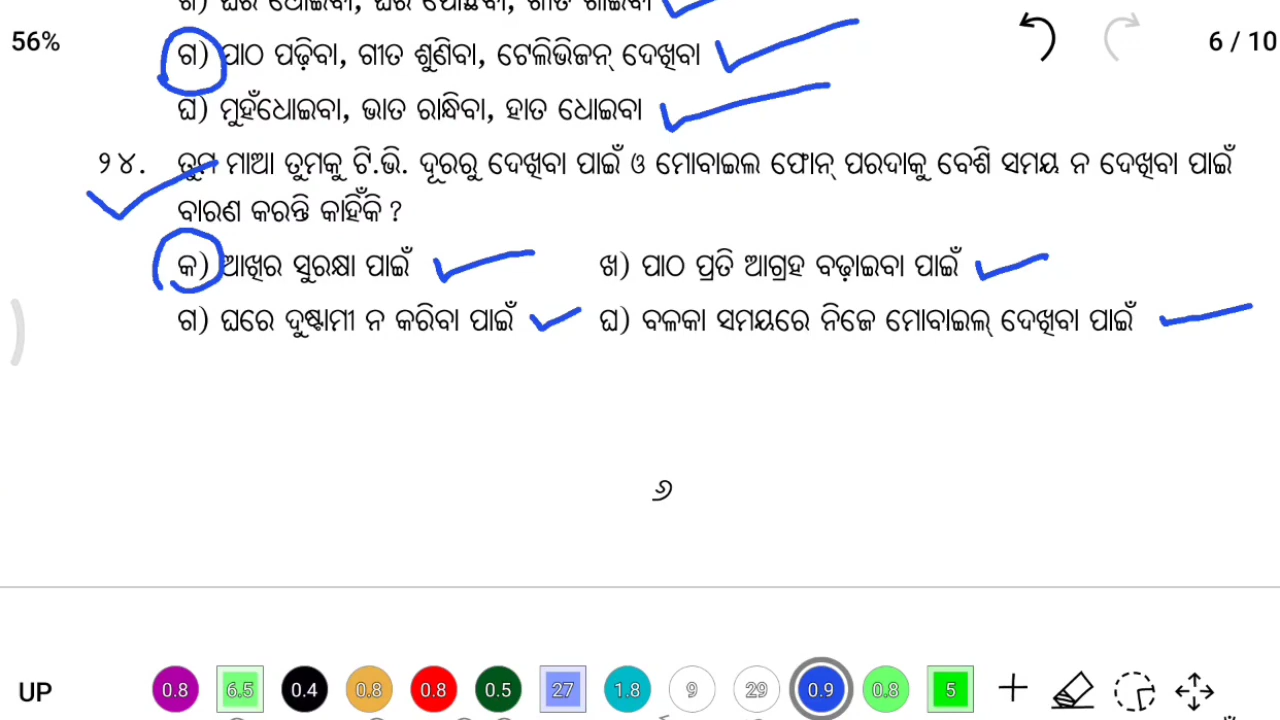 56%
6 / 10
ଗ) ପାଠ ପଢ଼ିବା, ଗୀତ ଶୁଣିବା, ଟେଲିଭିଜନ୍ ଦେଖିବା
ଘ) ମୁହଁଧୋଇବା, ଭାତ ରାନ୍ଧିବା, ହାତ ଧୋଇବା
୨୪. ତୁମ ମାଆ ତୁମକୁ ଟି.ଭି. ଦୂରରୁ ଦେଖିବା ପାଇଁ ଓ ମୋବାଇଲ ଫୋନ୍ ପରଦାକୁ ବେଶି ସମୟ ନ ଦେଖିବା ପାଇଁ
ବାରଣ କରନ୍ତି କାହିଁକି ?
କ) ଆଖିର ସୁରକ୍ଷା ପାଇଁ ଖ) ପାଠ ପ୍ରତି ଆଗ୍ରହ ବଢ଼ାଇବା ପାଇଁ
ଗ) ଘରେ ଦୁଷ୍ଟାମୀ ନ କରିବା ପାଇଁ ଘ) ବଳକା ସମୟରେ ନିଜେ ମୋବାଇଲ୍ ଦେଖିବା ପାଇଁ
୬
UP 0.8 6.5 0.4 0.8 0.8 0.5 27 1.8 9 29 0.9 0.8 5